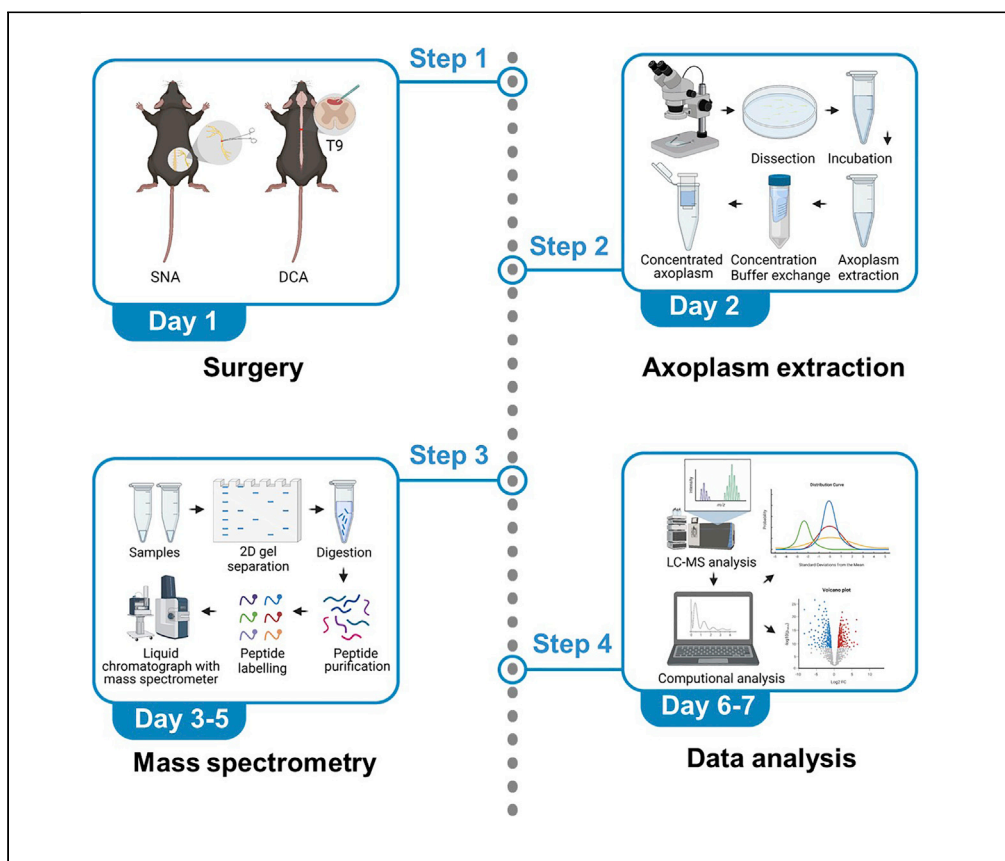 Step 1
T9
SNA
DCA
Day 1
Surgery
Step 2
Dissection
Incubation
Concentrated
axoplasm
Concentration
Buffer exchange
Axoplasm
extraction
Day 2
Axoplasm extraction
Step 3
Samples
2D gel
separation
Digestion
Liquid
chromatograph with
mass spectrometer
Peptide
labelling
Peptide
purification
Day 3-5
Mass spectrometry
Step 4
Intensity
m/z
LC-MS analysis
Distribution Curve
Probability
Standard Deviations from the Mean
Computional analysis
Volcano plot
Log2 FC
Day 6-7
Data analysis